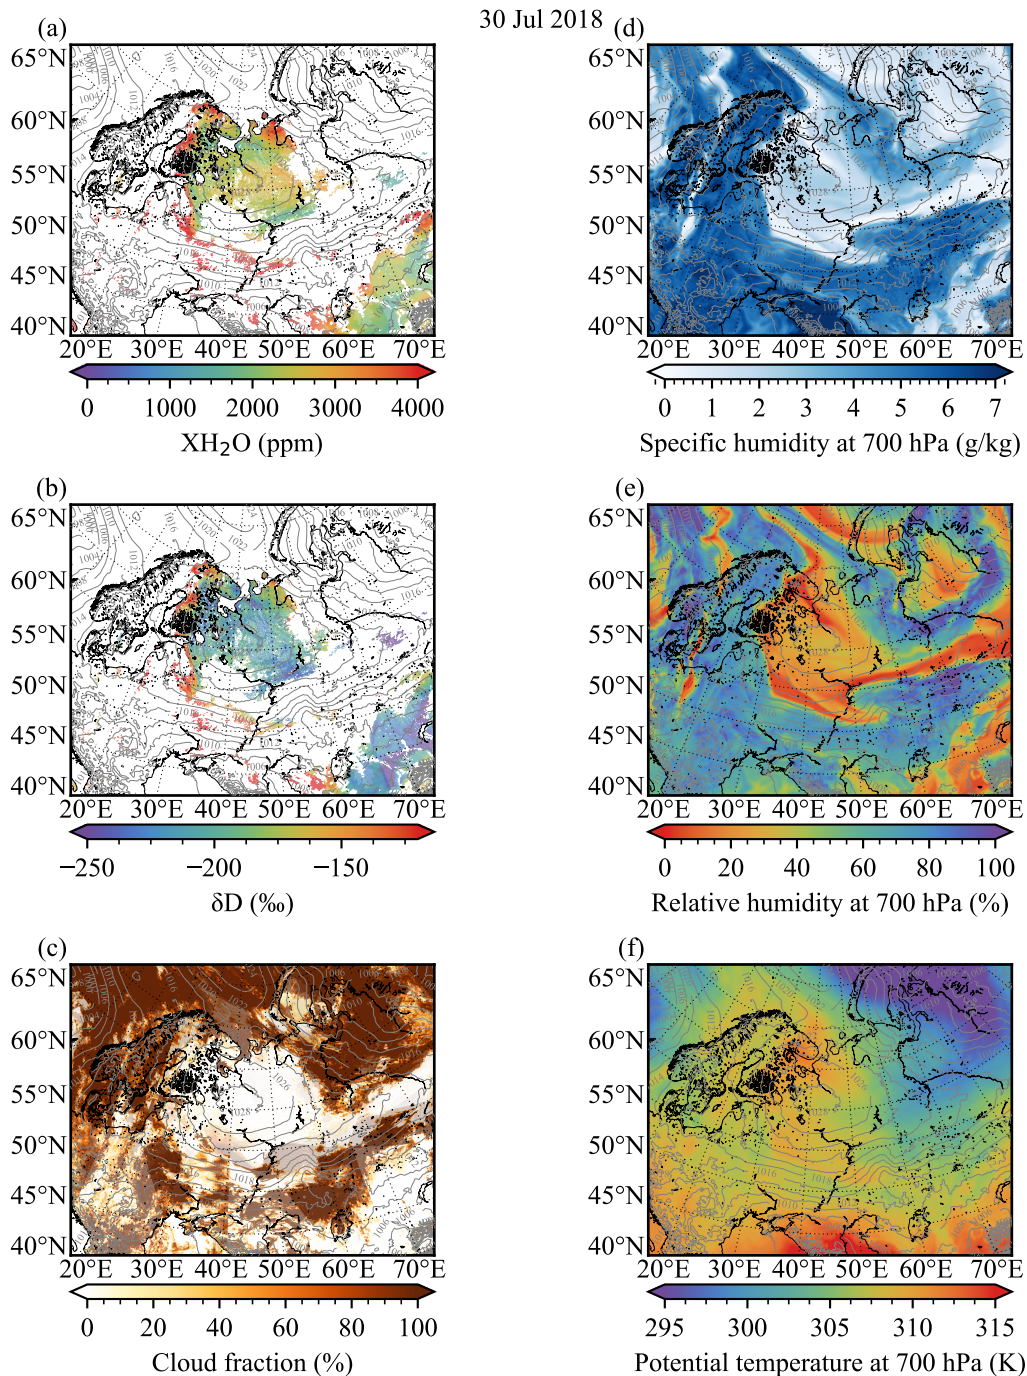 30 Jul 2018
(a)
65°N
60°N
55°N
50°N
45°N
40°N
20°E 30°E 40°E 50°E 60°E 70°E
0 1000 2000 3000 4000
XH₂O (ppm)
(d)
65°N
60°N
55°N
50°N
45°N
40°N
20°E 30°E 40°E 50°E 60°E 70°E
0 1 2 3 4 5 6 7
Specific humidity at 700 hPa (g/kg)
(b)
65°N
60°N
55°N
50°N
45°N
40°N
20°E 30°E 40°E 50°E 60°E 70°E
−250 −200 −150
δD (‰)
(e)
65°N
60°N
55°N
50°N
45°N
40°N
20°E 30°E 40°E 50°E 60°E 70°E
0 20 40 60 80 100
Relative humidity at 700 hPa (%)
(c)
65°N
60°N
55°N
50°N
45°N
40°N
20°E 30°E 40°E 50°E 60°E 70°E
0 20 40 60 80 100
Cloud fraction (%)
(f)
65°N
60°N
55°N
50°N
45°N
40°N
20°E 30°E 40°E 50°E 60°E 70°E
295 300 305 310 315
Potential temperature at 700 hPa (K)